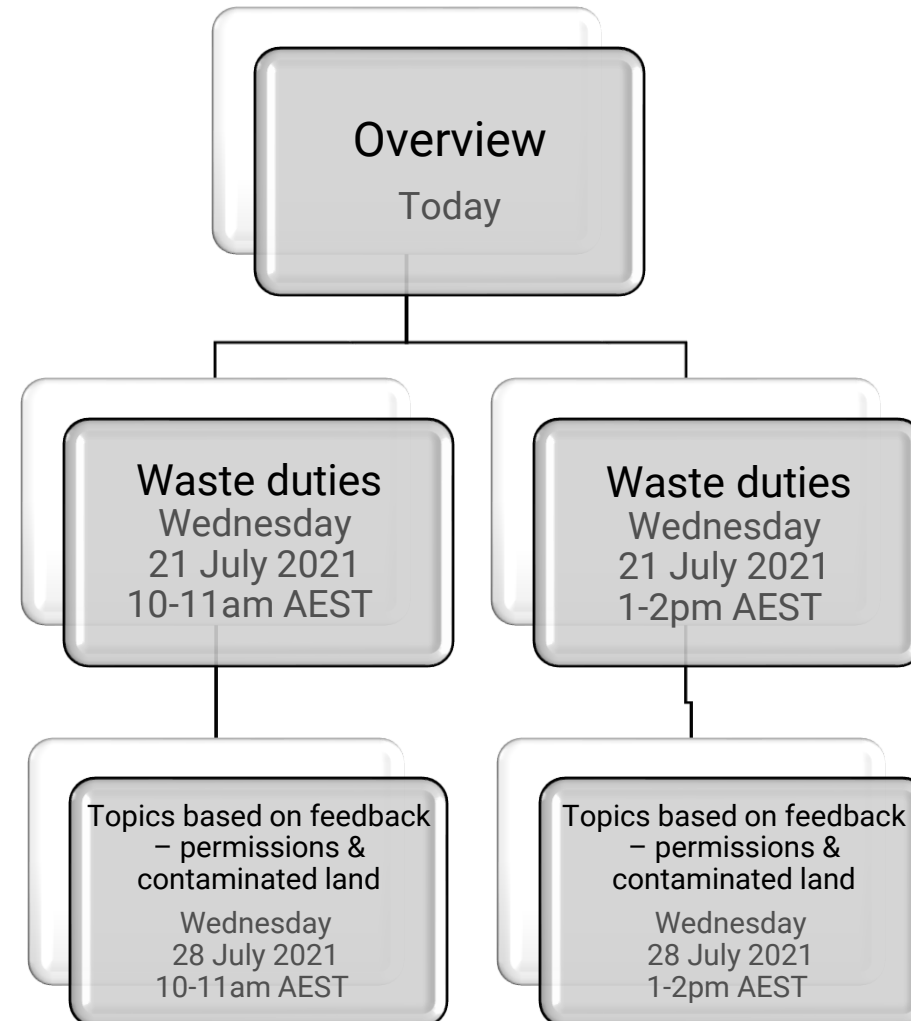 Overview
Today
Waste duties
Wednesday
21 July 2021
10-11am AEST
Waste duties
Wednesday
21 July 2021
1-2pm AEST
Topics based on feedback
– permissions &
contaminated land
Wednesday
28 July 2021
10-11am AEST
Topics based on feedback
– permissions &
contaminated land
Wednesday
28 July 2021
1-2pm AEST